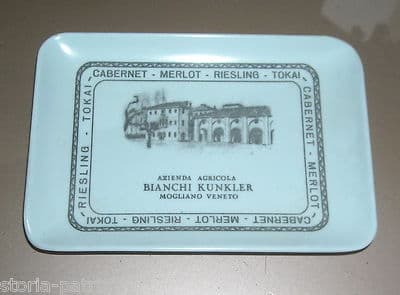 CABERNET - MERLOT - RIESLING - TOKAI
CABERNET - MERLOT
RIESLING - TOKAI
AZIENDA AGRICOLA
BIANCHI KUNKLER
MOGLIANO VENETO
CABERNET - MERLOT - RIESLING - TOKAI